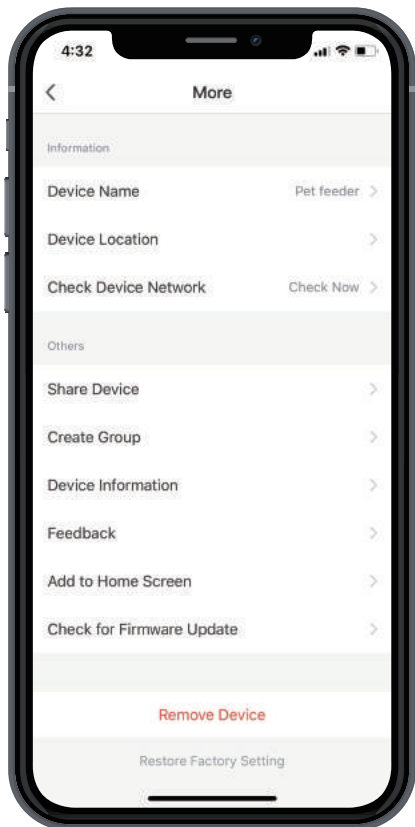 4:32
More
Information
Device Name Pet feeder
Device Location
Check Device Network Check Now
Others
Share Device
Create Group
Device Information
Feedback
Add to Home Screen
Check for Firmware Update
Remove Device
Restore Factory Setting